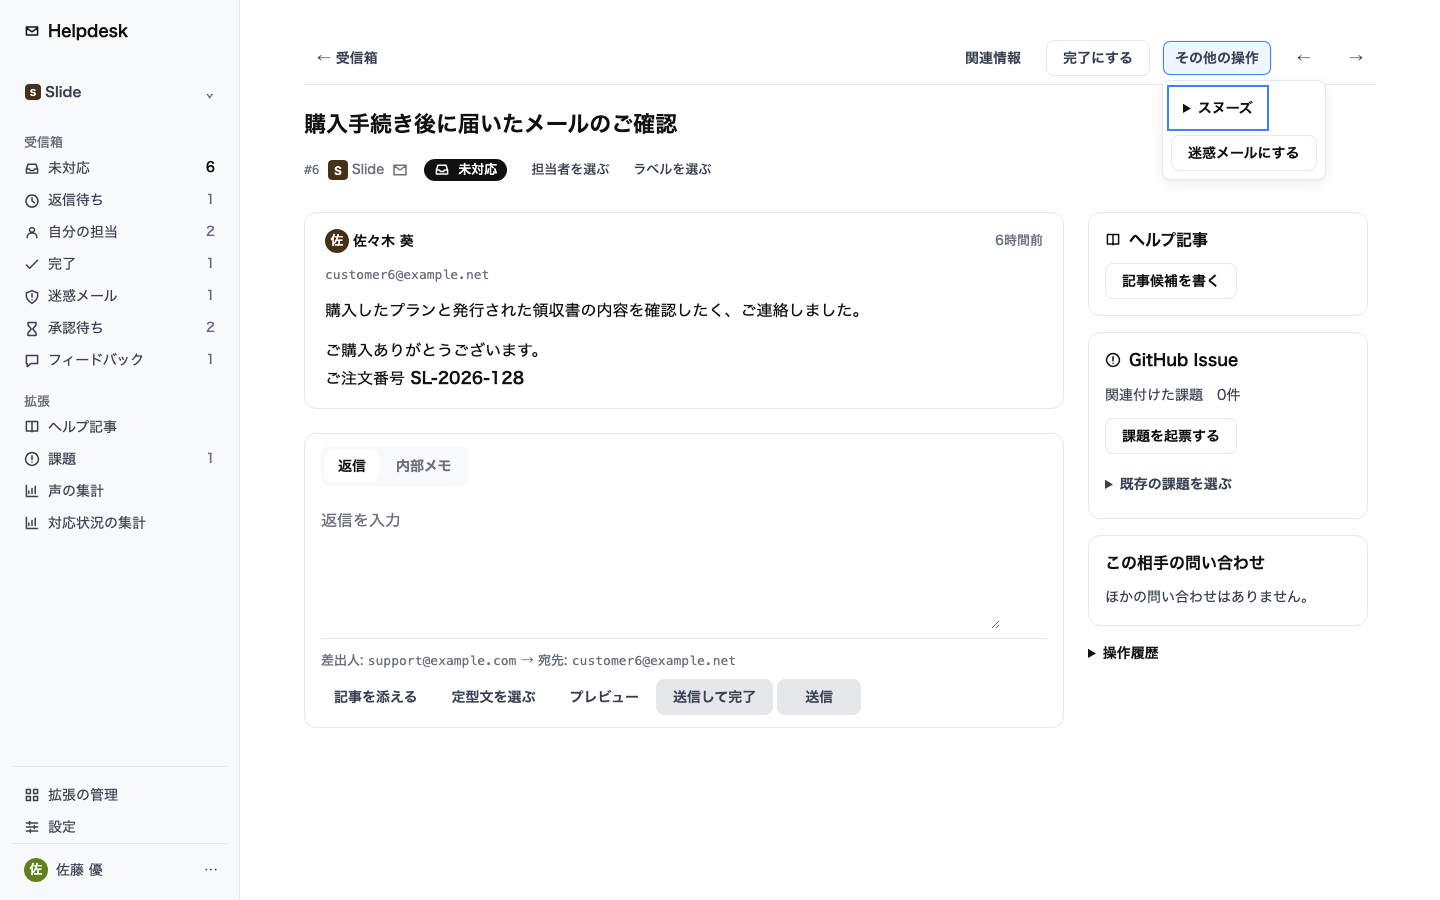 Helpdesk
S Slide
受信箱
未対応 6
返信待ち 1
自分の担当 2
完了 1
迷惑メール 1
承認待ち 2
フィードバック 1
拡張
ヘルプ記事
課題 1
声の集計
対応状況の集計
拡張の管理
設定
佐 佐藤 優 …
← 受信箱 関連情報 完了にする その他の操作 ← →
▶ スヌーズ
迷惑メールにする
購入手続き後に届いたメールのご確認
#6 S Slide 未対応 担当者を選ぶ ラベルを選ぶ
佐 佐々木 葵 6時間前
customer6@example.net
購入したプランと発行された領収書の内容を確認したく、ご連絡しました。
ご購入ありがとうございます。
ご注文番号 SL-2026-128
返信 内部メモ
返信を入力
差出人: support@example.com → 宛先: customer6@example.net
記事を添える 定型文を選ぶ プレビュー 送信して完了 送信
ヘルプ記事
記事候補を書く
GitHub Issue
関連付けた課題 0件
課題を起票する
▶ 既存の課題を選ぶ
この相手の問い合わせ
ほかの問い合わせはありません。
▶ 操作履歴